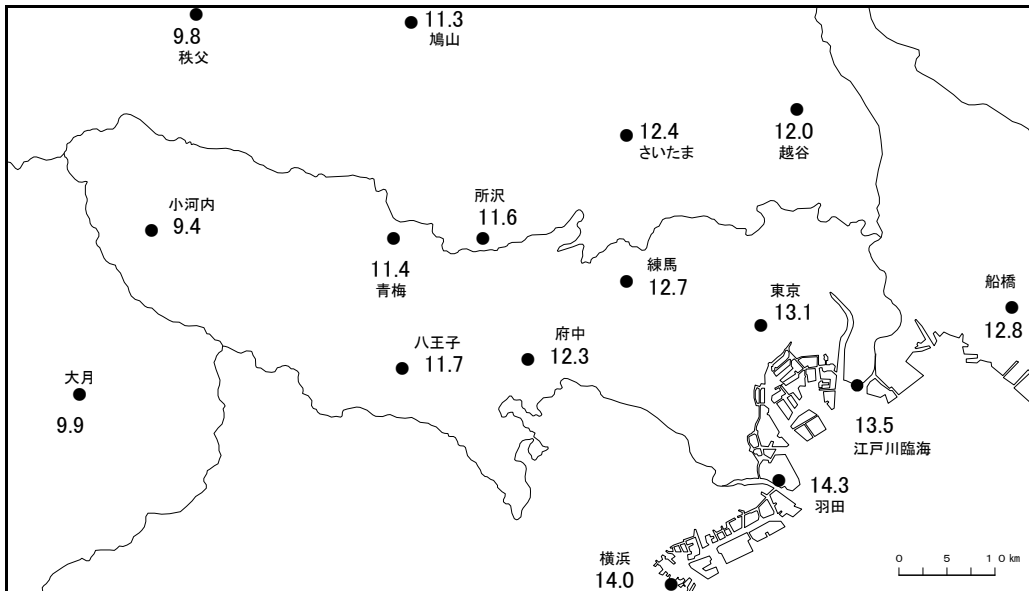 9.8
秩父
11.3
鳩山
12.4
さいたま
12.0
越谷
小河内
9.4
所沢
11.6
11.4
青梅
練馬
12.7
東京
13.1
船橋
12.8
八王子
11.7
府中
12.3
大月
9.9
13.5
江戸川臨海
14.3
羽田
横浜
14.0
0 5 10km